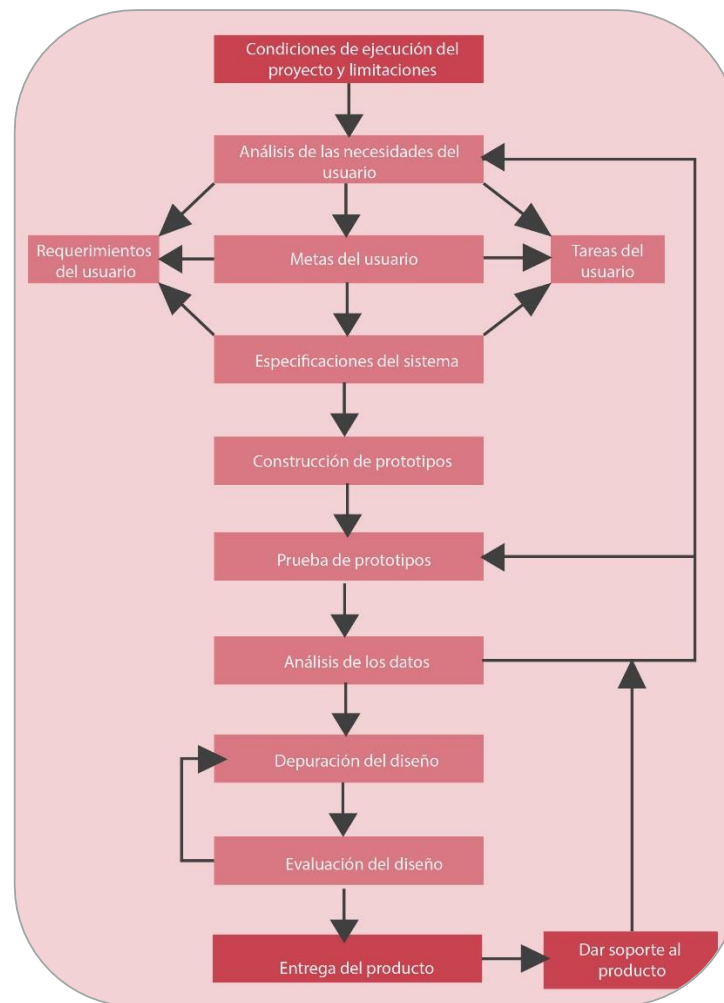 Condiciones de ejecución del
proyecto y limitaciones
Análisis de las necesidades del
usuario
Requerimientos
del usuario
Metas del usuario
Tareas del
usuario
Especificaciones del sistema
Construcción de prototipos
Prueba de prototipos
Análisis de los datos
Depuración del diseño
Evaluación del diseño
Entrega del producto
Dar soporte al
producto